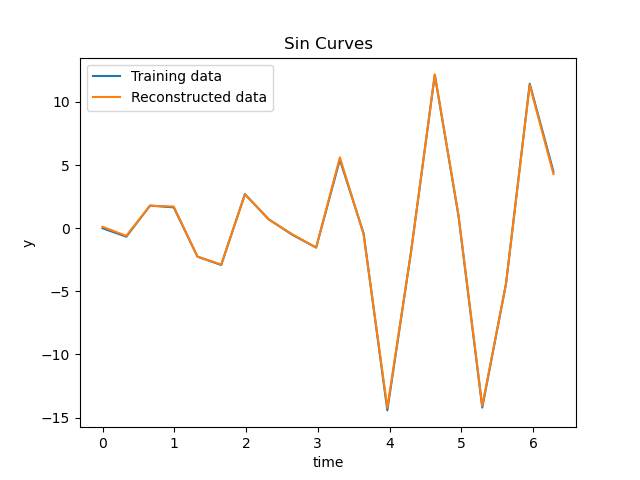 Sin Curves
Training data
Reconstructed data
y
10
5
0
−5
−10
−15
0 1 2 3 4 5 6
time